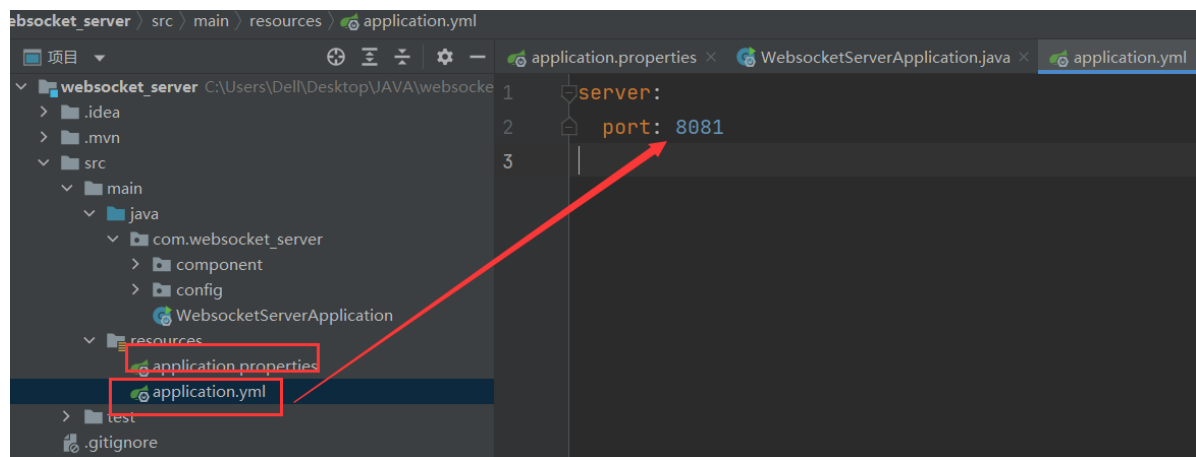 ebsocket_server › src › main › resources › application.yml
项目
application.properties × WebsocketServerApplication.java × application.yml
websocket_server C:\Users\Dell\Desktop\JAVA\websocke
.idea
.mvn
src
main
java
com.websocket_server
component
config
WebsocketServerApplication
resources
application.properties
application.yml
test
.gitignore
1 server:
2 port: 8081
3